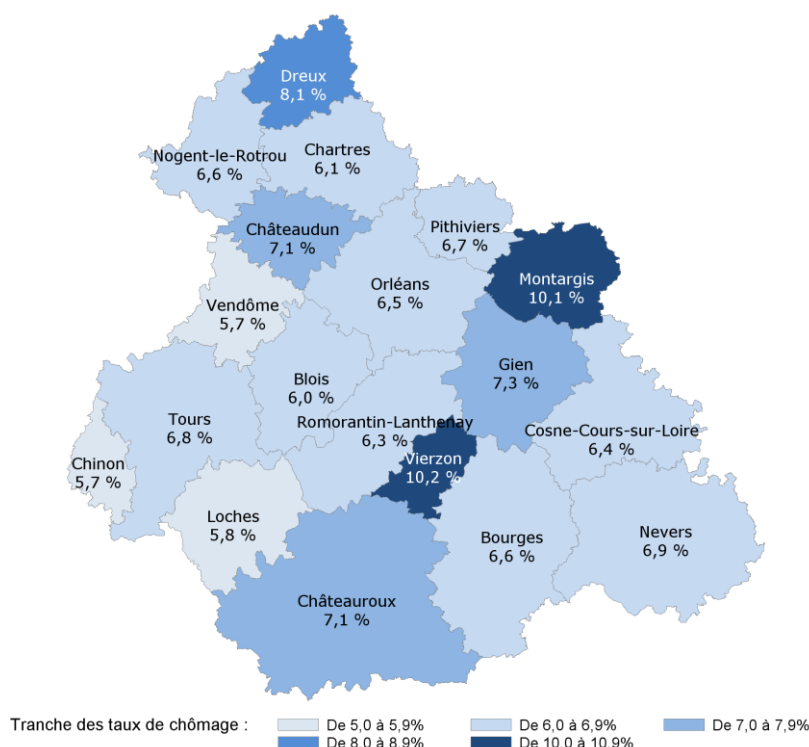 Dreux
8,1 %
Nogent-le-Rotrou
6,6 %
Chartres
6,1 %
Châteaudun
7,1 %
Pithiviers
6,7 %
Montargis
10,1 %
Orléans
6,5 %
Vendôme
5,7 %
Gien
7,3 %
Blois
6,0 %
Tours
6,8 %
Romorantin-Lanthenay
6,3 %
Cosne-Cours-sur-Loire
6,4 %
Vierzon
10,2 %
Chinon
5,7 %
Loches
5,8 %
Bourges
6,6 %
Nevers
6,9 %
Châteauroux
7,1 %
Tranche des taux de chômage :
De 5,0 à 5,9%
De 6,0 à 6,9%
De 7,0 à 7,9%
De 8,0 à 8,9%
De 10,0 à 10,9%